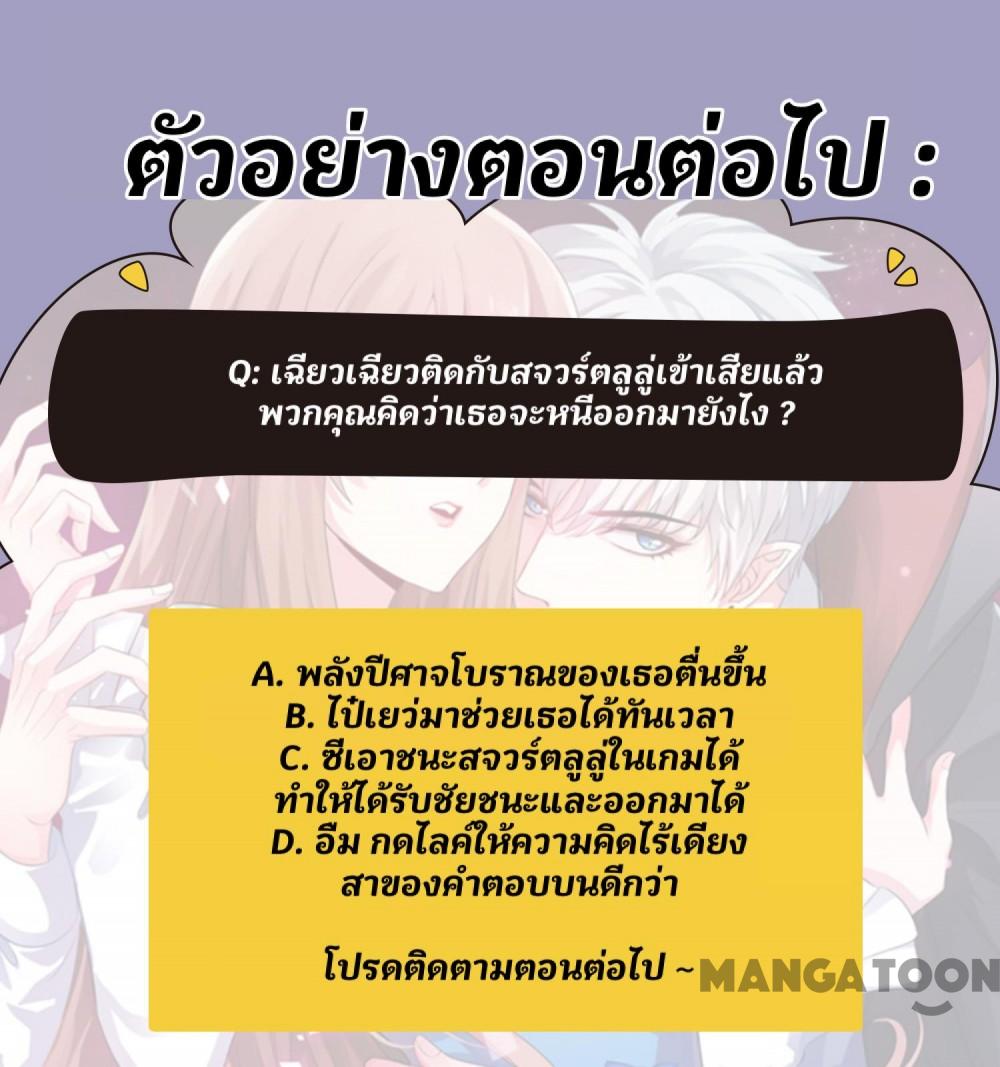 ตัวอย่างตอนต่อไป :
Q: เฉียวเฉียวติดกับสจวร์ตลูลู่เข้าเสียแล้ว
พวกคุณคิดว่าเธอจะหนีออกมายังไง ?
A. พลังปีศาจโบราณของเธอตื่นขึ้น
B. ไป๋เยว่มาช่วยเธอได้ทันเวลา
C. ซีเอาชนะสจวร์ตลูลู่ในเกมได้
ทำให้ได้รับชัยชนะและออกมาได้
D. อืม กดไลค์ให้ความคิดไร้เดียง
สาของคำตอบบนดีกว่า
โปรดติดตามตอนต่อไป ~
MANGATOON